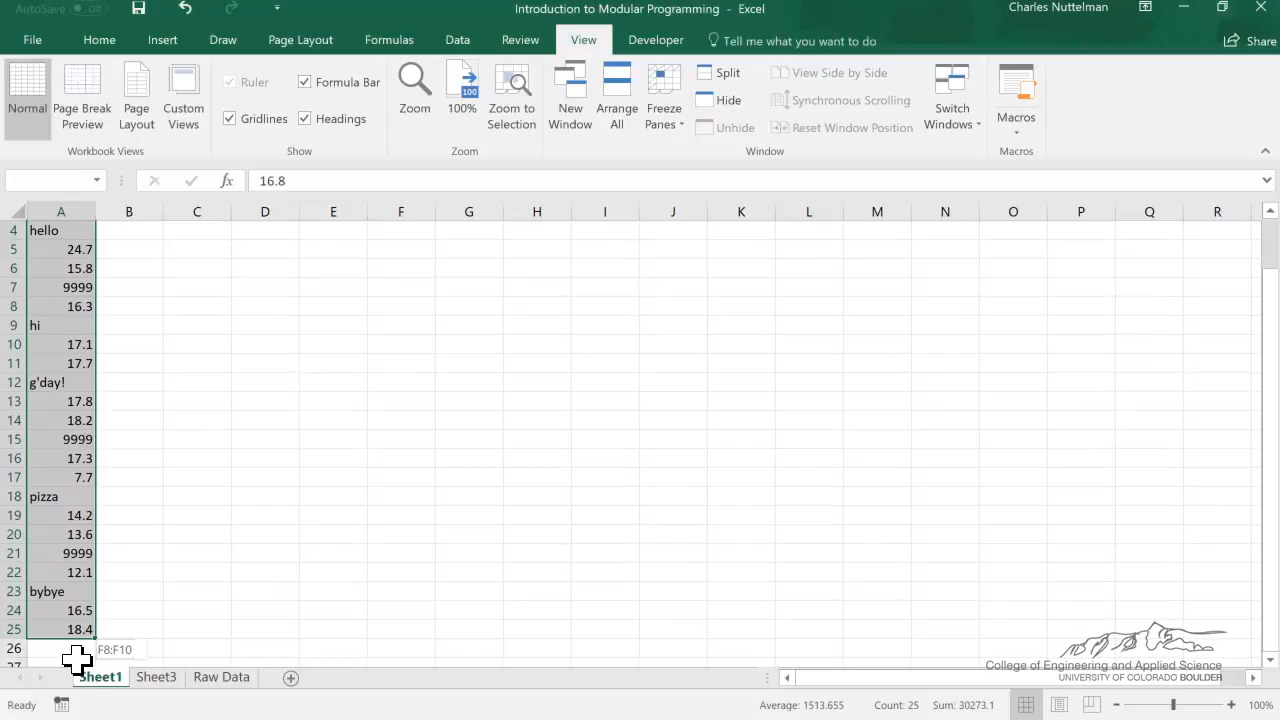 AutoSave Off Introduction to Modular Programming - Excel Charles Nuttelman
File Home Insert Draw Page Layout Formulas Data Review View Developer Tell me what you want to do Share
Normal
Page Break Preview
Page Layout
Custom Views
Workbook Views
Ruler
Formula Bar
Gridlines
Headings
Show
Zoom
100
100%
Zoom to Selection
Zoom
New Window
Arrange All
Freeze Panes
Split
Hide
Unhide
View Side by Side
Synchronous Scrolling
Reset Window Position
Switch Windows
Window
Macros
Macros
fx 16.8
A B C D E F G H I J K L M N O P Q R
4 hello
5 24.7
6 15.8
7 9999
8 16.3
9 hi
10 17.1
11 17.7
12 g'day!
13 17.8
14 18.2
15 9999
16 17.3
17 7.7
18 pizza
19 14.2
20 13.6
21 9999
22 12.1
23 bybye
24 16.5
25 18.4
26 F8:F10
27
College of Engineering and Applied Science
UNIVERSITY OF COLORADO BOULDER
Sheet1 Sheet3 Raw Data
Ready Average: 1513.655 Count: 25 Sum: 30273.1 100%